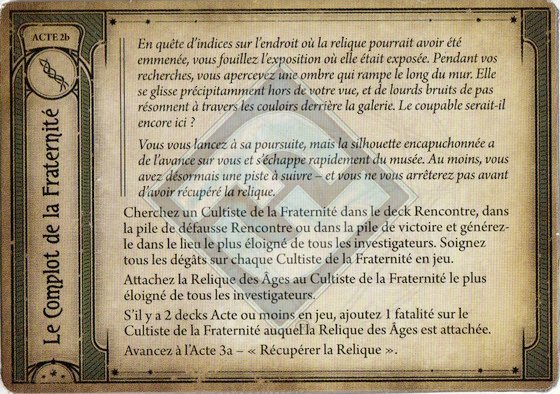 ACTE 2b
Le Complot de la Fraternité
En quête d'indices sur l'endroit où la relique pourrait avoir été
emmenée, vous fouillez l'exposition où elle était exposée. Pendant vos
recherches, vous apercevez une ombre qui rampe le long du mur. Elle
se glisse précipitamment hors de votre vue, et de lourds bruits de pas
résonnent à travers les couloirs derrière la galerie. Le coupable serait-il
encore ici ?
Vous vous lancez à sa poursuite, mais la silhouette encapuchonnée a
de l'avance sur vous et s'échappe rapidement du musée. Au moins, vous
avez désormais une piste à suivre – et vous ne vous arrêterez pas avant
d'avoir récupéré la relique.
Cherchez un Cultiste de la Fraternité dans le deck Rencontre, dans
la pile de défausse Rencontre ou dans la pile de victoire et générez-
le dans le lieu le plus éloigné de tous les investigateurs. Soignez
tous les dégâts sur chaque Cultiste de la Fraternité en jeu.
Attachez la Relique des Âges au Cultiste de la Fraternité le plus
éloigné de tous les investigateurs.
S'il y a 2 decks Acte ou moins en jeu, ajoutez 1 fatalité sur le
Cultiste de la Fraternité auquel la Relique des Âges est attachée.
Avancez à l'Acte 3a – « Récupérer la Relique ».